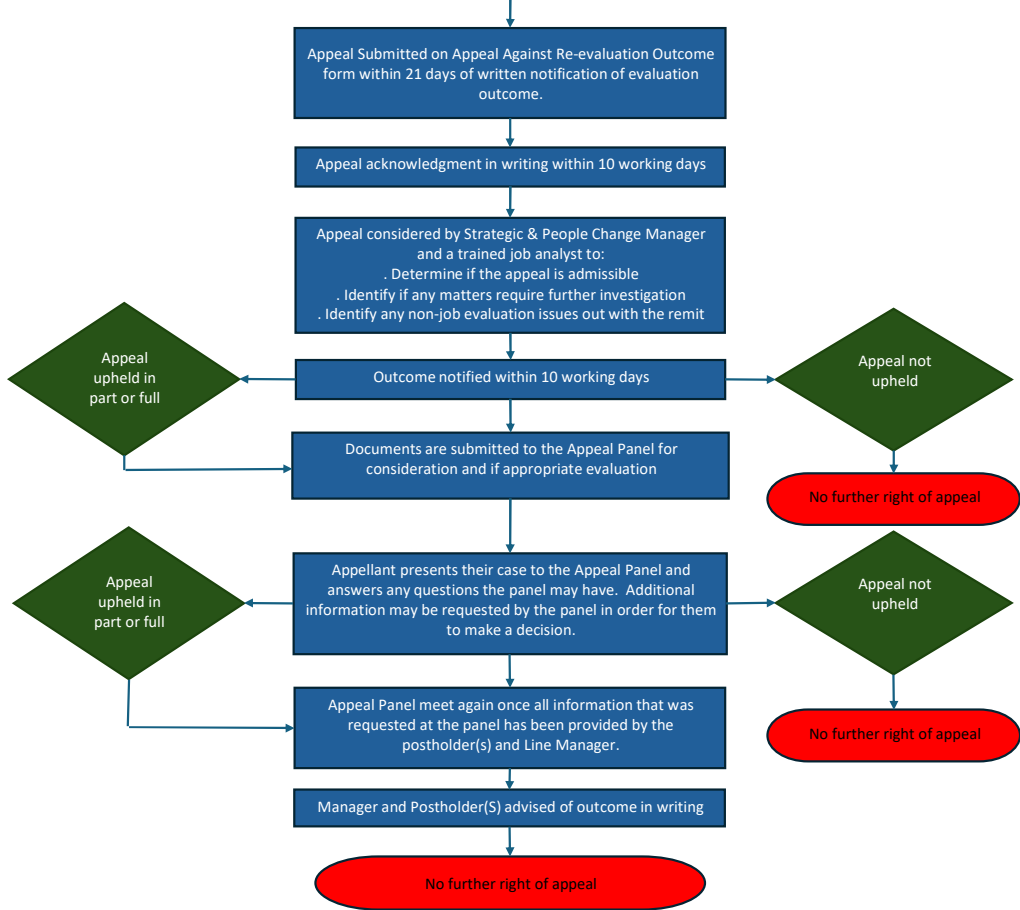 Appeal Submitted on Appeal Against Re-evaluation Outcome
form within 21 days of written notification of evaluation
outcome.
Appeal acknowledgment in writing within 10 working days
Appeal considered by Strategic & People Change Manager
and a trained job analyst to:
. Determine if the appeal is admissible
. Identify if any matters require further investigation
. Identify any non-job evaluation issues out with the remit
Appeal
upheld in
part or full
Outcome notified within 10 working days
Appeal not
upheld
Documents are submitted to the Appeal Panel for
consideration and if appropriate evaluation
No further right of appeal
Appeal
upheld in
part or full
Appellant presents their case to the Appeal Panel and
answers any questions the panel may have.  Additional
information may be requested by the panel in order for them
to make a decision.
Appeal not
upheld
Appeal Panel meet again once all information that was
requested at the panel has been provided by the
postholder(s) and Line Manager.
No further right of appeal
Manager and Postholder(S) advised of outcome in writing
No further right of appeal